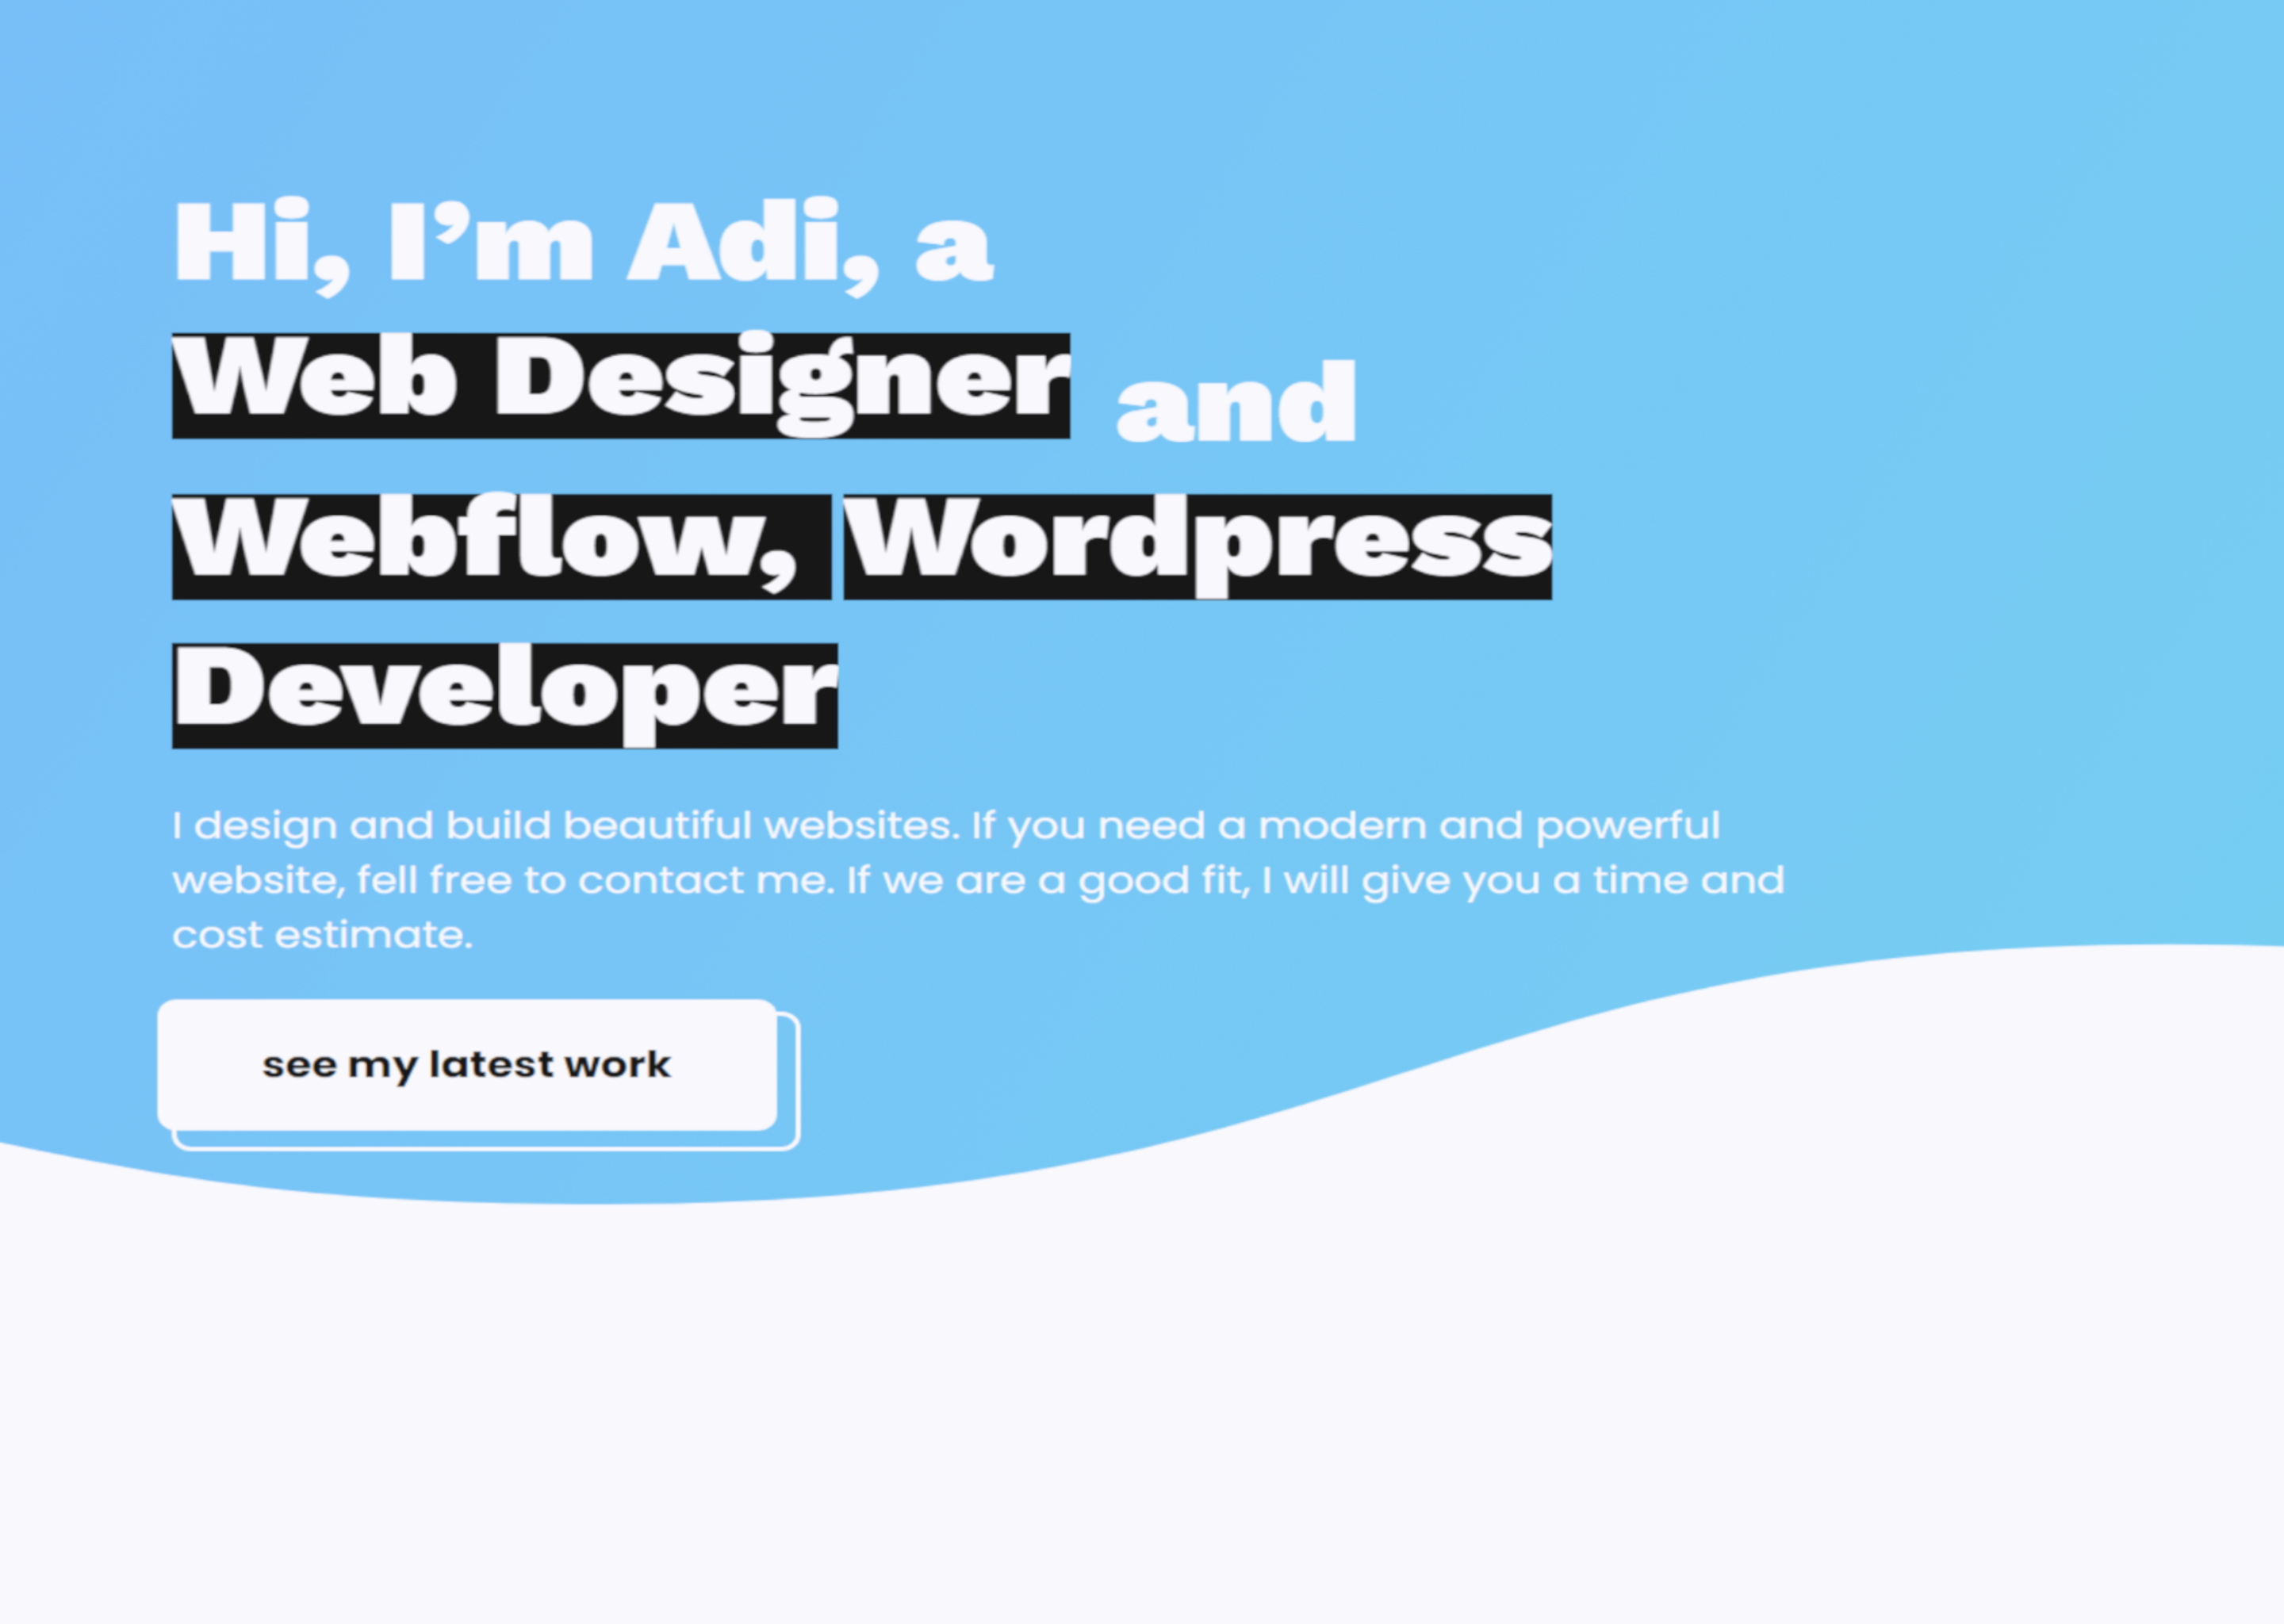 Hi, I’m Adi, a
Web Designer and
Webflow, Wordpress
Developer
I design and build beautiful websites. If you need a modern and powerful
website, fell free to contact me. If we are a good fit, I will give you a time and
cost estimate.
see my latest work